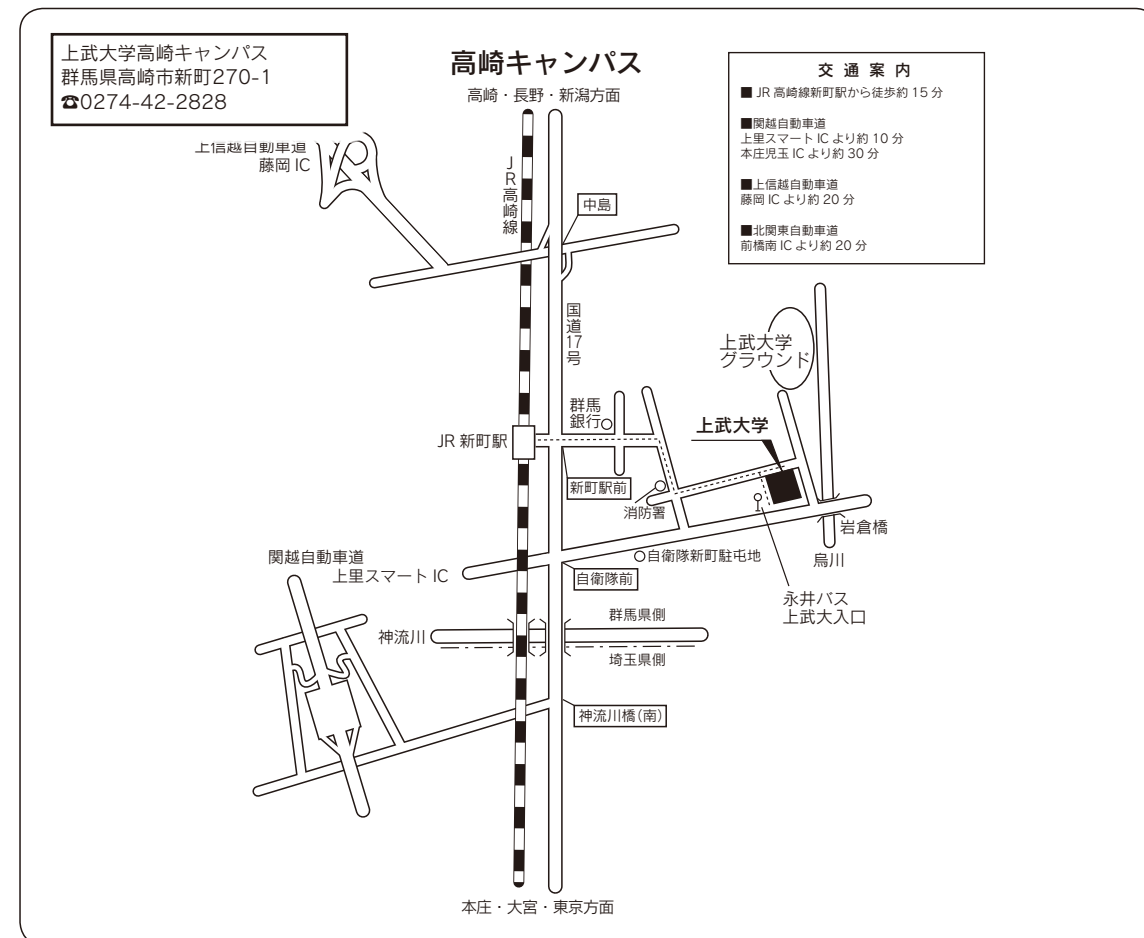 上武大学高崎キャンパス
群馬県高崎市新町270-1
☎0274-42-2828
高崎キャンパス
高崎・長野・新潟方面
交通案内
■ JR 高崎線新町駅から徒歩約 15 分
■関越自動車道
上里スマート IC より約 10 分
本庄児玉 IC より約 30 分
■上信越自動車道
藤岡 IC より約 20 分
■北関東自動車道
前橋南 IC より約 20 分
上信越自動車道
藤岡 IC
JR高崎線
中島
国道17号
上武大学
グラウンド
群馬
銀行
上武大学
JR 新町駅
新町駅前
消防署
岩倉橋
自衛隊新町駐屯地
烏川
関越自動車道
上里スマート IC
自衛隊前
永井バス
上武大入口
群馬県側
神流川
埼玉県側
神流川橋(南)
本庄・大宮・東京方面